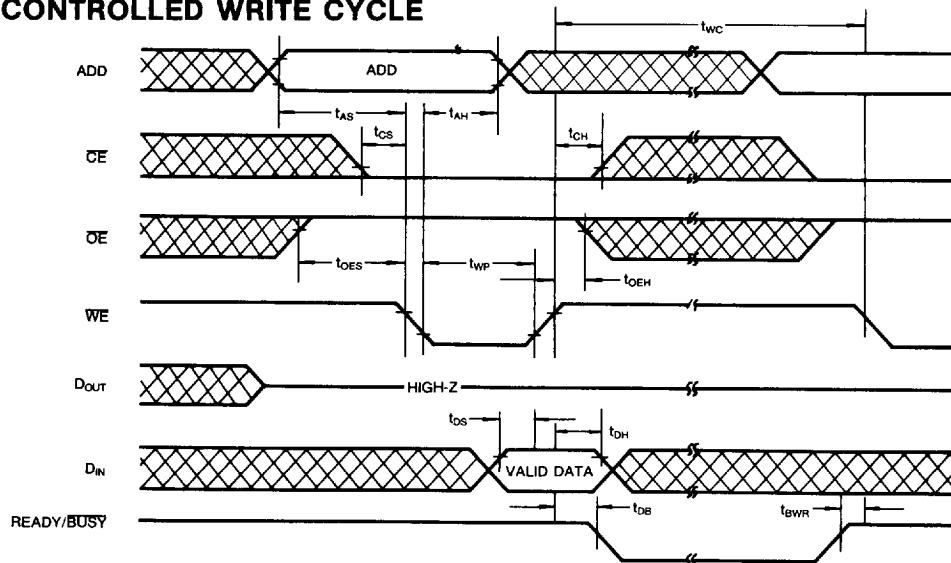 CONTROLLED WRITE CYCLE
tWC
ADD
ADD
tAS
tAH
tCS
tCH
CE
OE
tOES
tWP
tOEH
WE
DOUT
HIGH-Z
tDS
tDH
DIN
VALID DATA
tDB
tBWR
READY/BUSY